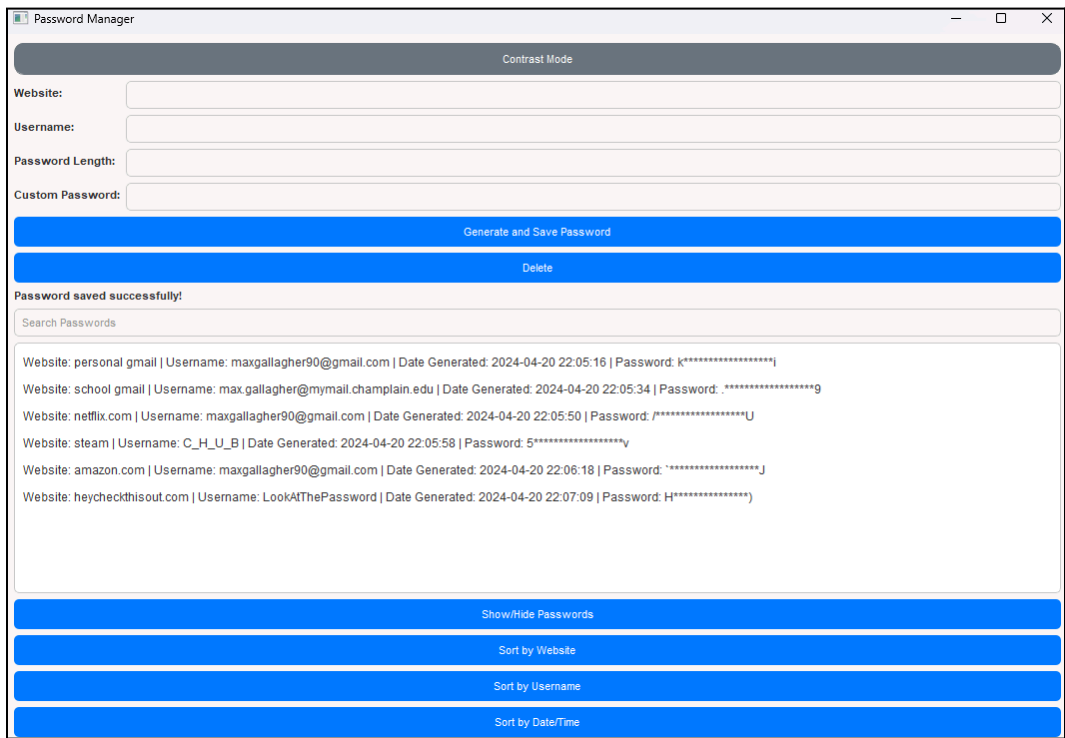 Password Manager
Contrast Mode
Website:
Username:
Password Length:
Custom Password:
Generate and Save Password
Delete
Password saved successfully!
Search Passwords
Website: personal gmail | Username: maxgallagher90@gmail.com | Date Generated: 2024-04-20 22:05:16 | Password: k******************i
Website: school gmail | Username: max.gallagher@mymail.champlain.edu | Date Generated: 2024-04-20 22:05:34 | Password: .******************9
Website: netflix.com | Username: maxgallagher90@gmail.com | Date Generated: 2024-04-20 22:05:50 | Password: /******************U
Website: steam | Username: C_H_U_B | Date Generated: 2024-04-20 22:05:58 | Password: 5******************v
Website: amazon.com | Username: maxgallagher90@gmail.com | Date Generated: 2024-04-20 22:06:18 | Password: `******************J
Website: heycheckthisout.com | Username: LookAtThePassword | Date Generated: 2024-04-20 22:07:09 | Password: H***************)
Show/Hide Passwords
Sort by Website
Sort by Username
Sort by Date/Time